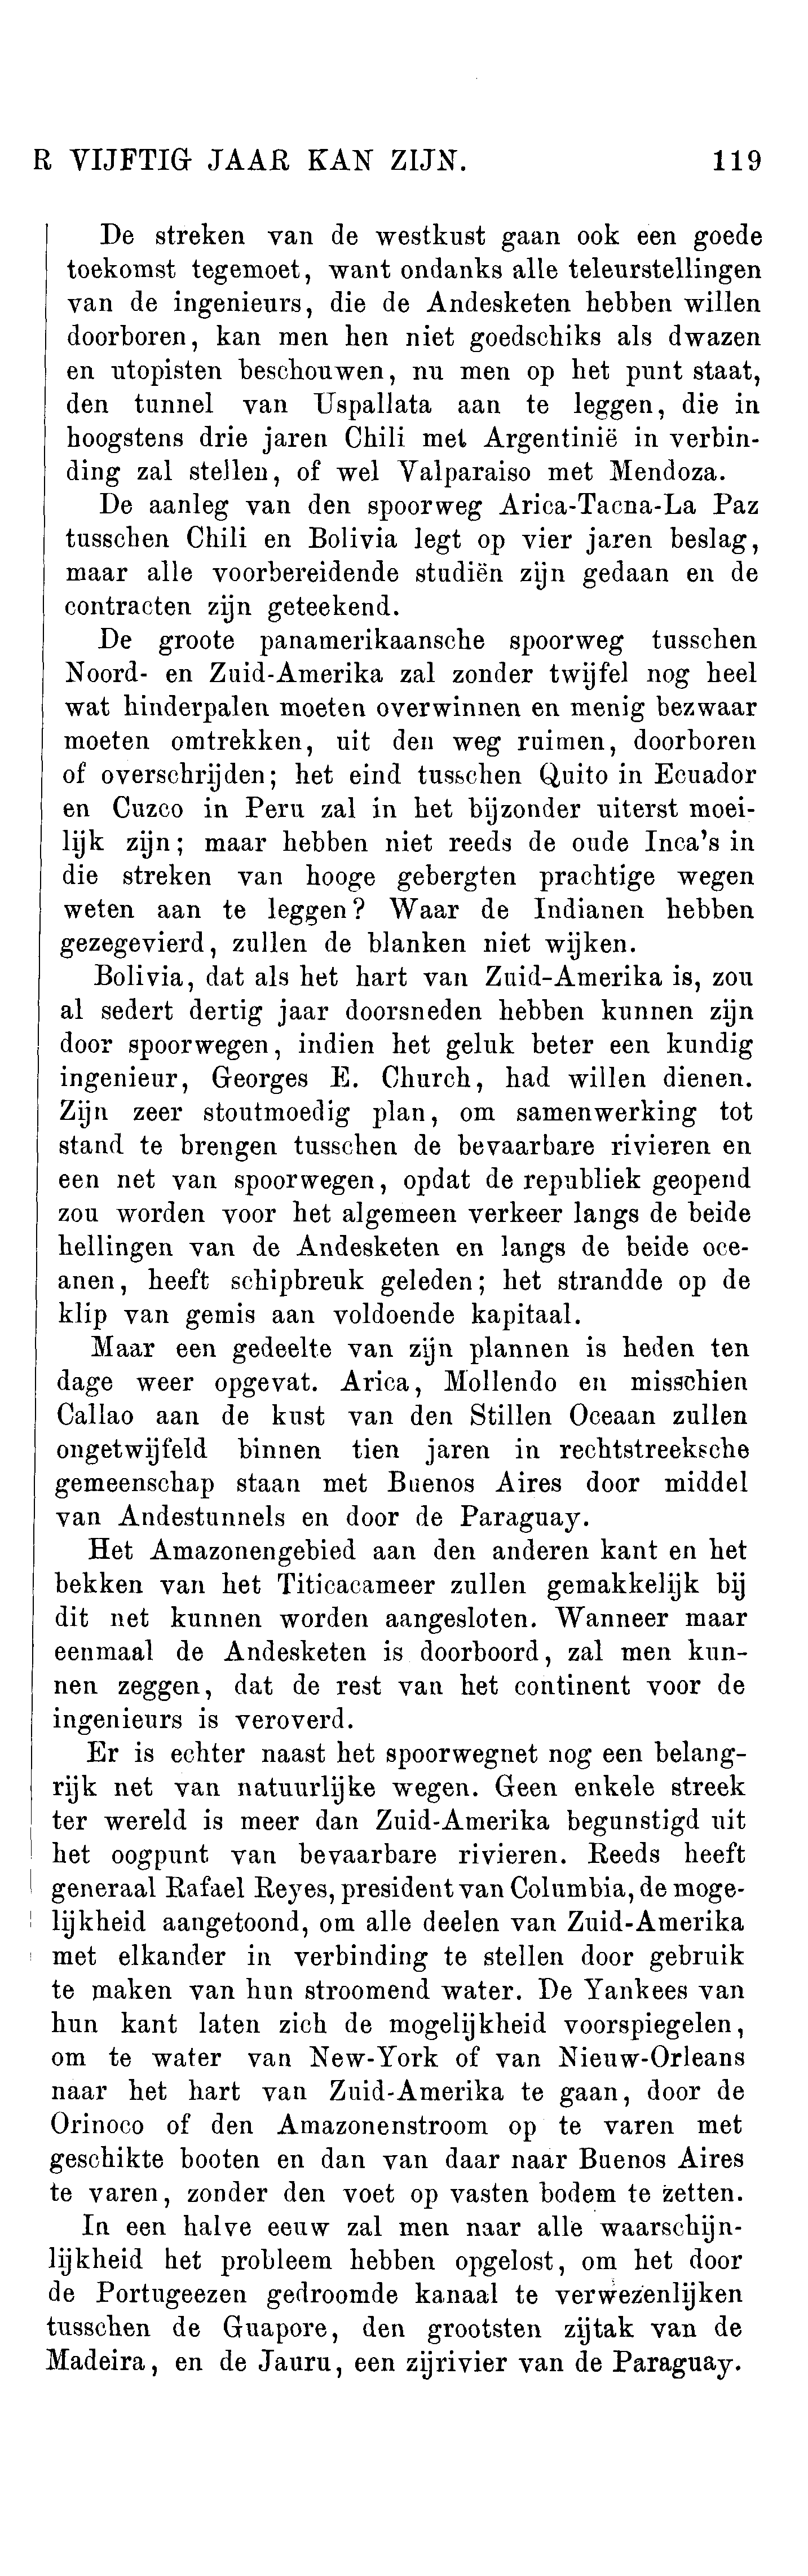 R VIJFTIG JAAR KAN ZIJN. 119
De streken van de westkust gaan ook een goede
toekomst tegemoet, want ondanks alle teleurstellingen
van de ingenieurs, die de Andesketen hebben willen
doorboren, kan men hen niet goedschiks als dwazen
en utopisten beschouwen, nu men op het punt staat,
den tunnel van Uspallata aan te leggen, die in
hoogstens drie jaren Chili met Argentinië in verbin-
ding zal stellen, of wel Valparaiso met Mendoza.
De aanleg van den spoorweg Arica-Tacna-La Paz
tusschen Chili en Bolivia legt op vier jaren beslag,
maar alle voorbereidende studiën zijn gedaan en de
contracten zijn geteekend.
De groote panamerikaansche spoorweg tusschen
Noord- en Zuid-Amerika zal zonder twijfel nog heel
wat hinderpalen moeten overwinnen en menig bezwaar
moeten omtrekken, uit den weg ruimen, doorboren
of overschrijden; het eind tusschen Quito in Ecuador
en Cuzco in Peru zal in het bijzonder uiterst moei-
lijk zijn; maar hebben niet reeds de oude Inca's in
die streken van hooge gebergten prachtige wegen
weten aan te leggen? Waar de Indianen hebben
gezegevierd, zullen de blanken niet wijken.
Bolivia, dat als het hart van Zuid-Amerika is, zou
al sedert dertig jaar doorsneden hebben kunnen zijn
door spoorwegen, indien het geluk beter een kundig
ingenieur, Georges E. Church, had willen dienen.
Zijn zeer stoutmoedig plan, om samenwerking tot
stand te brengen tusschen de bevaarbare rivieren en
een net van spoorwegen, opdat de republiek geopend
zou worden voor het algemeen verkeer langs de beide
hellingen van de Andesketen en langs de beide oce-
anen, heeft schipbreuk geleden; het strandde op de
klip van gemis aan voldoende kapitaal.
Maar een gedeelte van zijn plannen is heden ten
dage weer opgevat. Arica, Mollendo en misschien
Callao aan de kust van den Stillen Oceaan zullen
ongetwijfeld binnen tien jaren in rechtstreeksche
gemeenschap staan met Buenos Aires door middel
van Andestunnels en door de Paraguay.
Het Amazonengebied aan den anderen kant en het
bekken van het Titicacameer zullen gemakkelijk bij
dit net kunnen worden aangesloten. Wanneer maar
eenmaal de Andesketen is doorboord, zal men kun-
nen zeggen, dat de rest van het continent voor de
ingenieurs is veroverd.
Er is echter naast het spoorwegnet nog een belang-
rijk net van natuurlijke wegen. Geen enkele streek
ter wereld is meer dan Zuid-Amerika begunstigd uit
het oogpunt van bevaarbare rivieren. Reeds heeft
generaal Rafael Reyes, president van Columbia, de moge-
lijkheid aangetoond, om alle deelen van Zuid-Amerika
met elkander in verbinding te stellen door gebruik
te maken van hun stroomend water. De Yankees van
hun kant laten zich de mogelijkheid voorspiegelen,
om te water van New-York of van Nieuw-Orleans
naar het hart van Zuid-Amerika te gaan, door de
Orinoco of den Amazonenstroom op te varen met
geschikte booten en dan van daar naar Buenos Aires
te varen, zonder den voet op vasten bodem te zetten.
In een halve eeuw zal men naar alle waarschijn-
lijkheid het probleem hebben opgelost, om het door
de Portugeezen gedroomde kanaal te verwezenlijken
tusschen de Guapore, den grootsten zijtak van de
Madeira, en de Jauru, een zijrivier van de Paraguay.